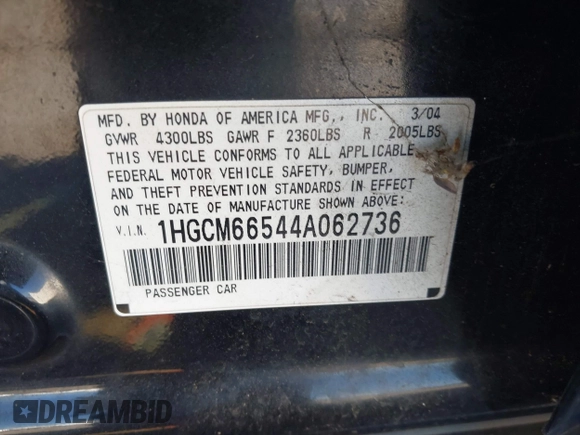 MFD. BY HONDA OF AMERICA MFG., INC. 3/04
GVWR 4300LBS GAWR F 2360LBS R 2005LBS
THIS VEHICLE CONFORMS TO ALL APPLICABLE
FEDERAL MOTOR VEHICLE SAFETY, BUMPER,
AND THEFT PREVENTION STANDARDS IN EFFECT
ON THE DATE OF MANUFACTURE SHOWN ABOVE:
V.I.N. 1HGCM66544A062736
PASSENGER CAR
DREAMBID